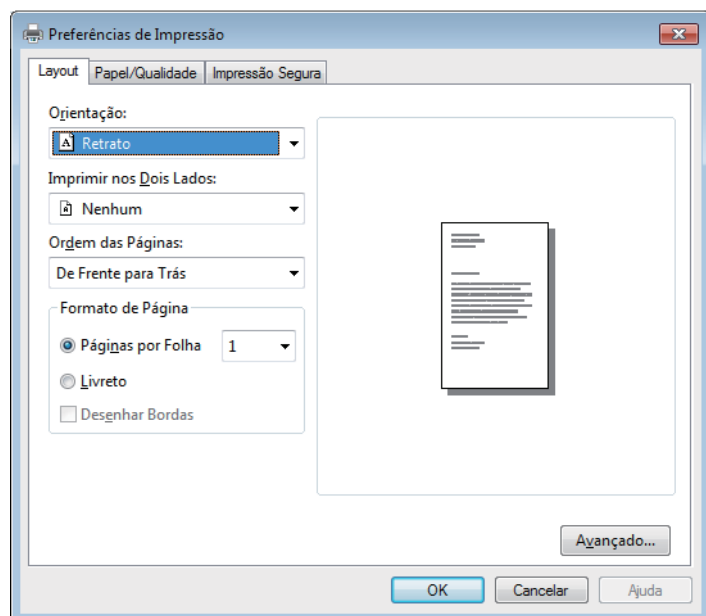 Preferências de Impressão
Layout Papel/Qualidade Impressão Segura
Orientação:
Retrato
Imprimir nos Dois Lados:
Nenhum
Ordem das Páginas:
De Frente para Trás
Formato de Página
Páginas por Folha 1
Livreto
Desenhar Bordas
Avançado...
OK Cancelar Ajuda